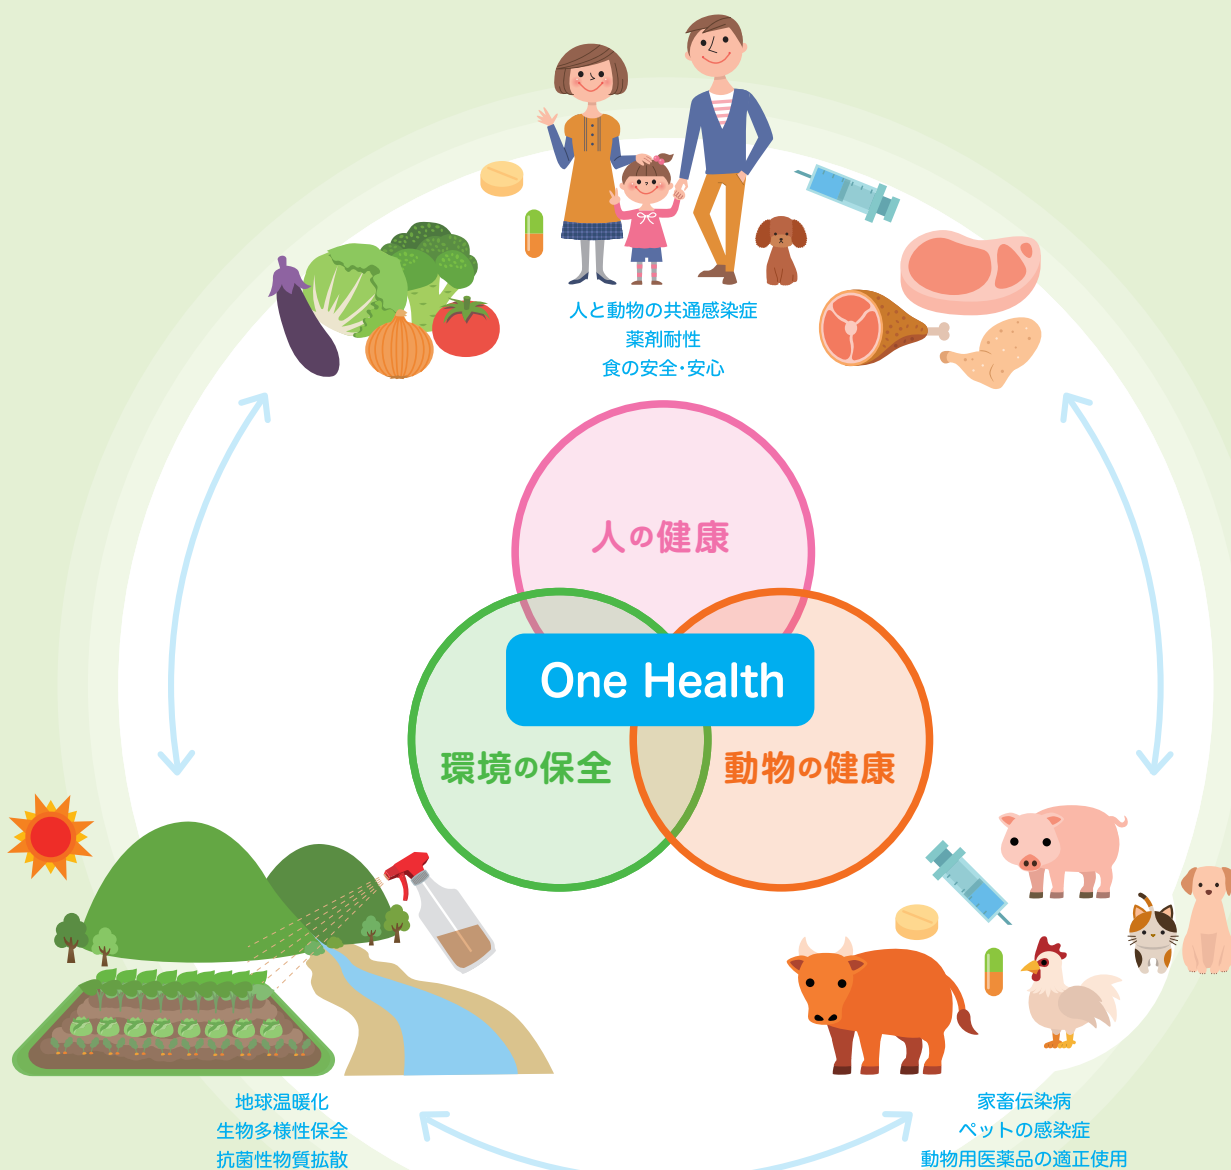 人と動物の共通感染症
薬剤耐性
食の安全・安心
人の健康
One Health
環境の保全
動物の健康
地球温暖化
生物多様性保全
抗菌性物質拡散
家畜伝染病
ペットの感染症
動物用医薬品の適正使用